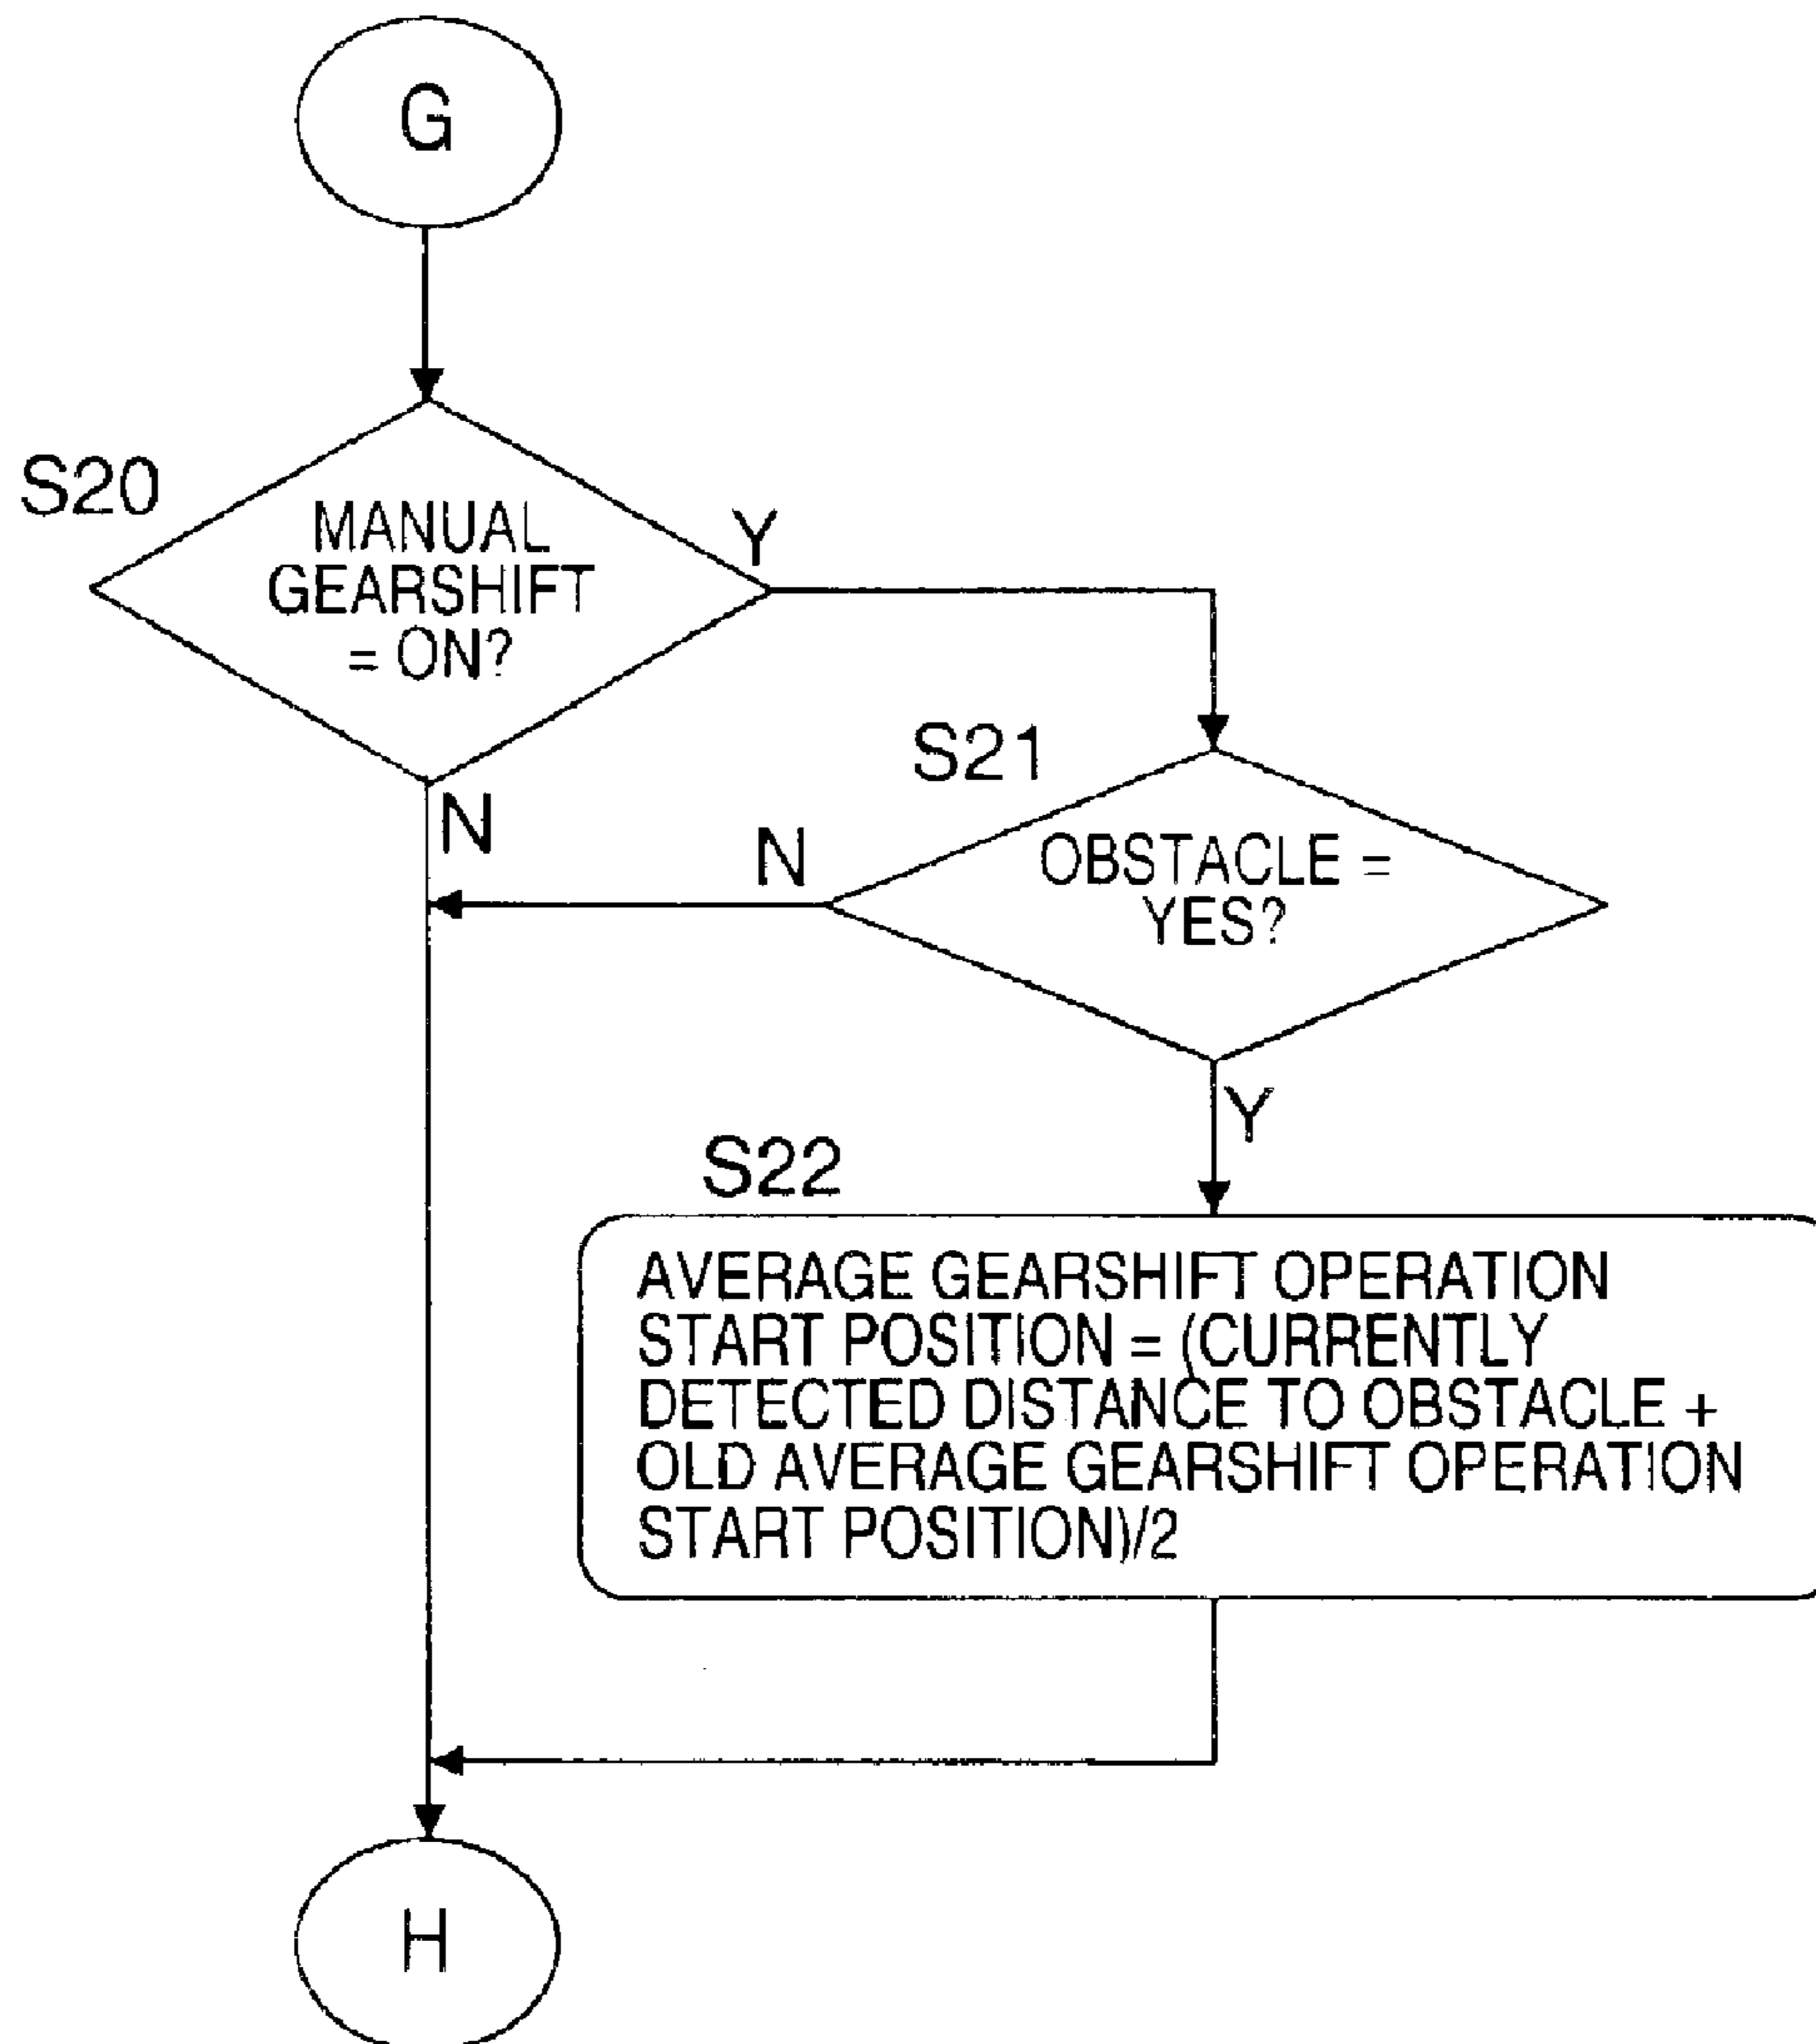 G
S20
MANUAL
GEARSHIFT
= ON?
Y
N
S21
OBSTACLE =
YES?
N
Y
S22
AVERAGE GEARSHIFT OPERATION
START POSITION = (CURRENTLY
DETECTED DISTANCE TO OBSTACLE +
OLD AVERAGE GEARSHIFT OPERATION
START POSITION)/2
H